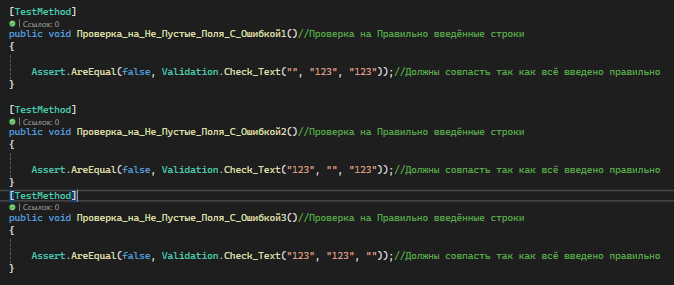 [TestMethod]
| Ссылок: 0
public void Проверка_на_Не_Пустые_Поля_С_Ошибкой1()//Проверка на Правильно введённые строки
{
Assert.AreEqual(false, Validation.Check_Text("", "123", "123"));//Должны совпасть так как всё введено правильно
}
[TestMethod]
| Ссылок: 0
public void Проверка_на_Не_Пустые_Поля_С_Ошибкой2()//Проверка на Правильно введённые строки
{
Assert.AreEqual(false, Validation.Check_Text("123", "", "123"));//Должны совпасть так как всё введено правильно
}
[TestMethod]
| Ссылок: 0
public void Проверка_на_Не_Пустые_Поля_С_Ошибкой3()//Проверка на Правильно введённые строки
{
Assert.AreEqual(false, Validation.Check_Text("123", "123", ""));//Должны совпасть так как всё введено правильно
}